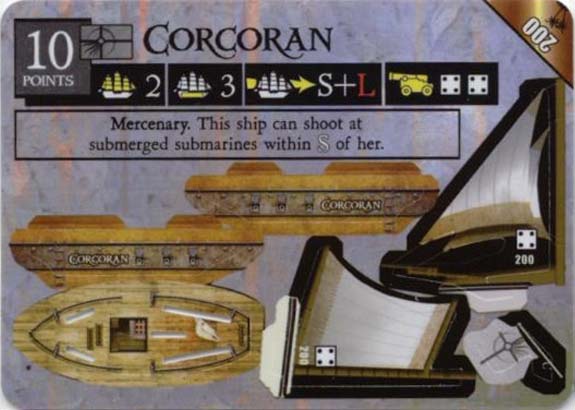 10
POINTS
CORCORAN
200
2
3
S+L
Mercenary. This ship can shoot at
submerged submarines within S of her.
CORCORAN
CORCORAN
200
200